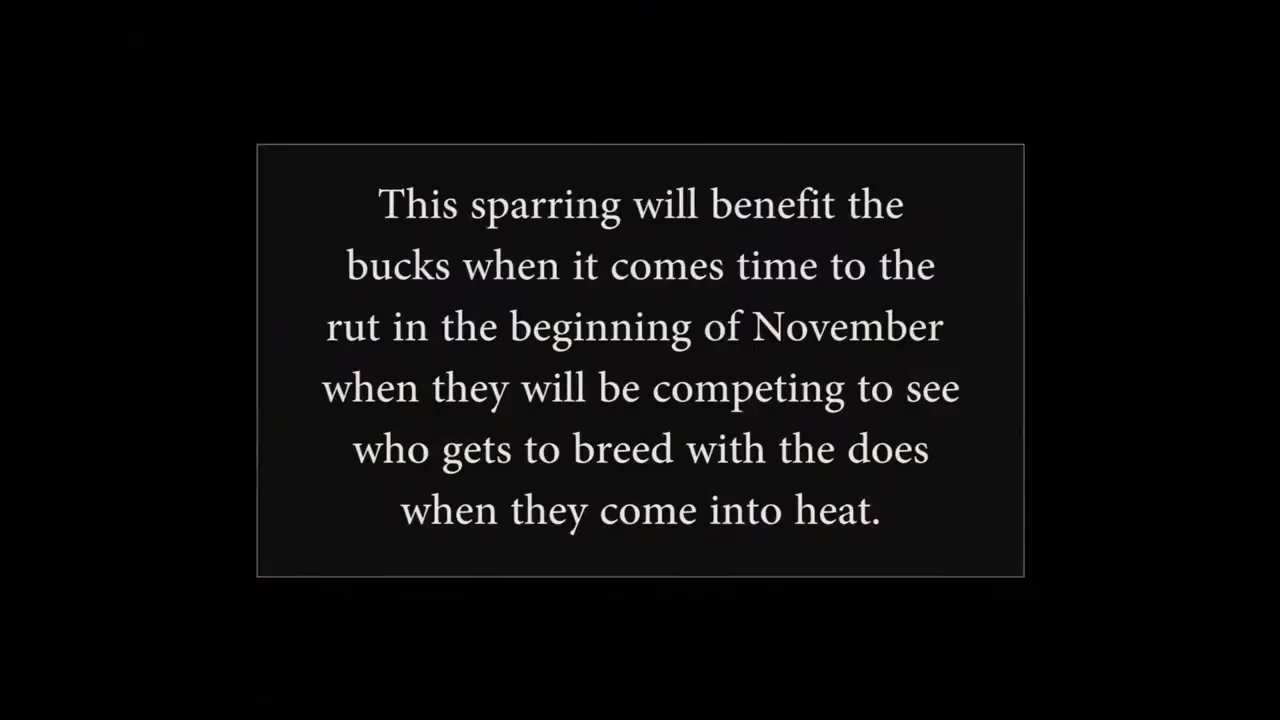 This sparring will benefit the
bucks when it comes time to the
rut in the beginning of November
when they will be competing to see
who gets to breed with the does
when they come into heat.